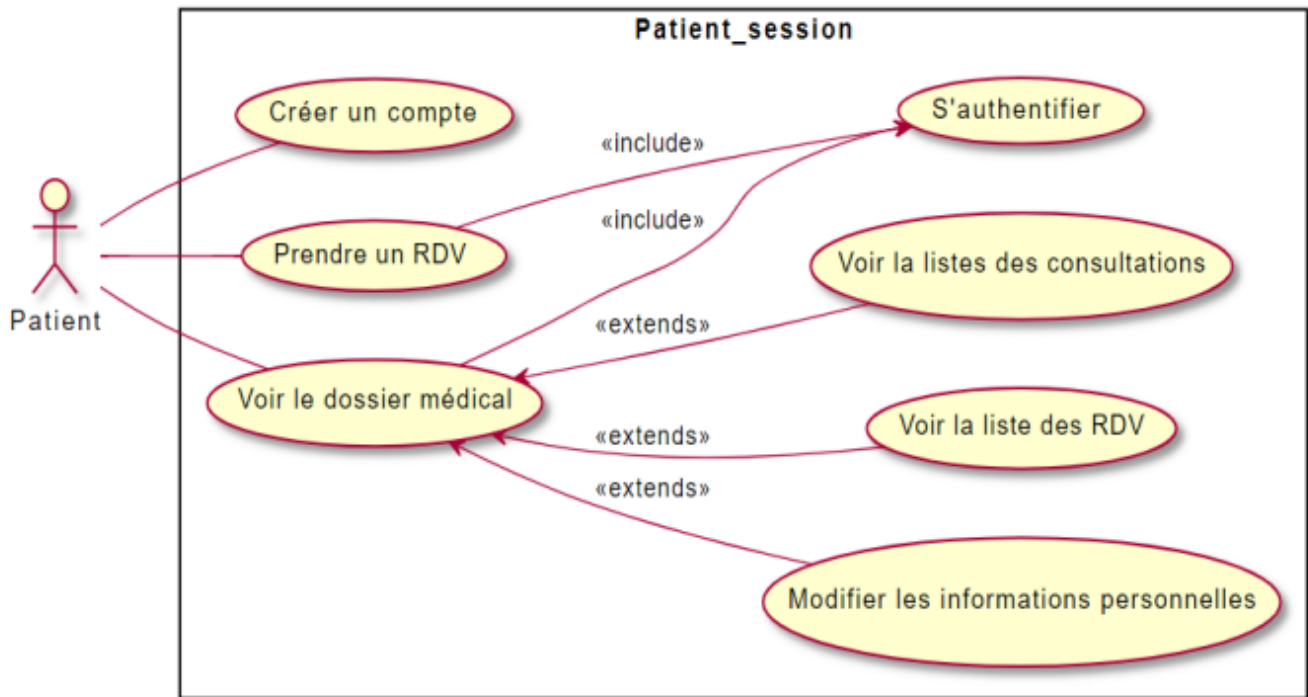 Patient_session
Créer un compte
S'authentifier
«include»
«include»
Prendre un RDV
Voir la listes des consultations
Patient
«extends»
Voir le dossier médical
Voir la liste des RDV
«extends»
«extends»
Modifier les informations personnelles